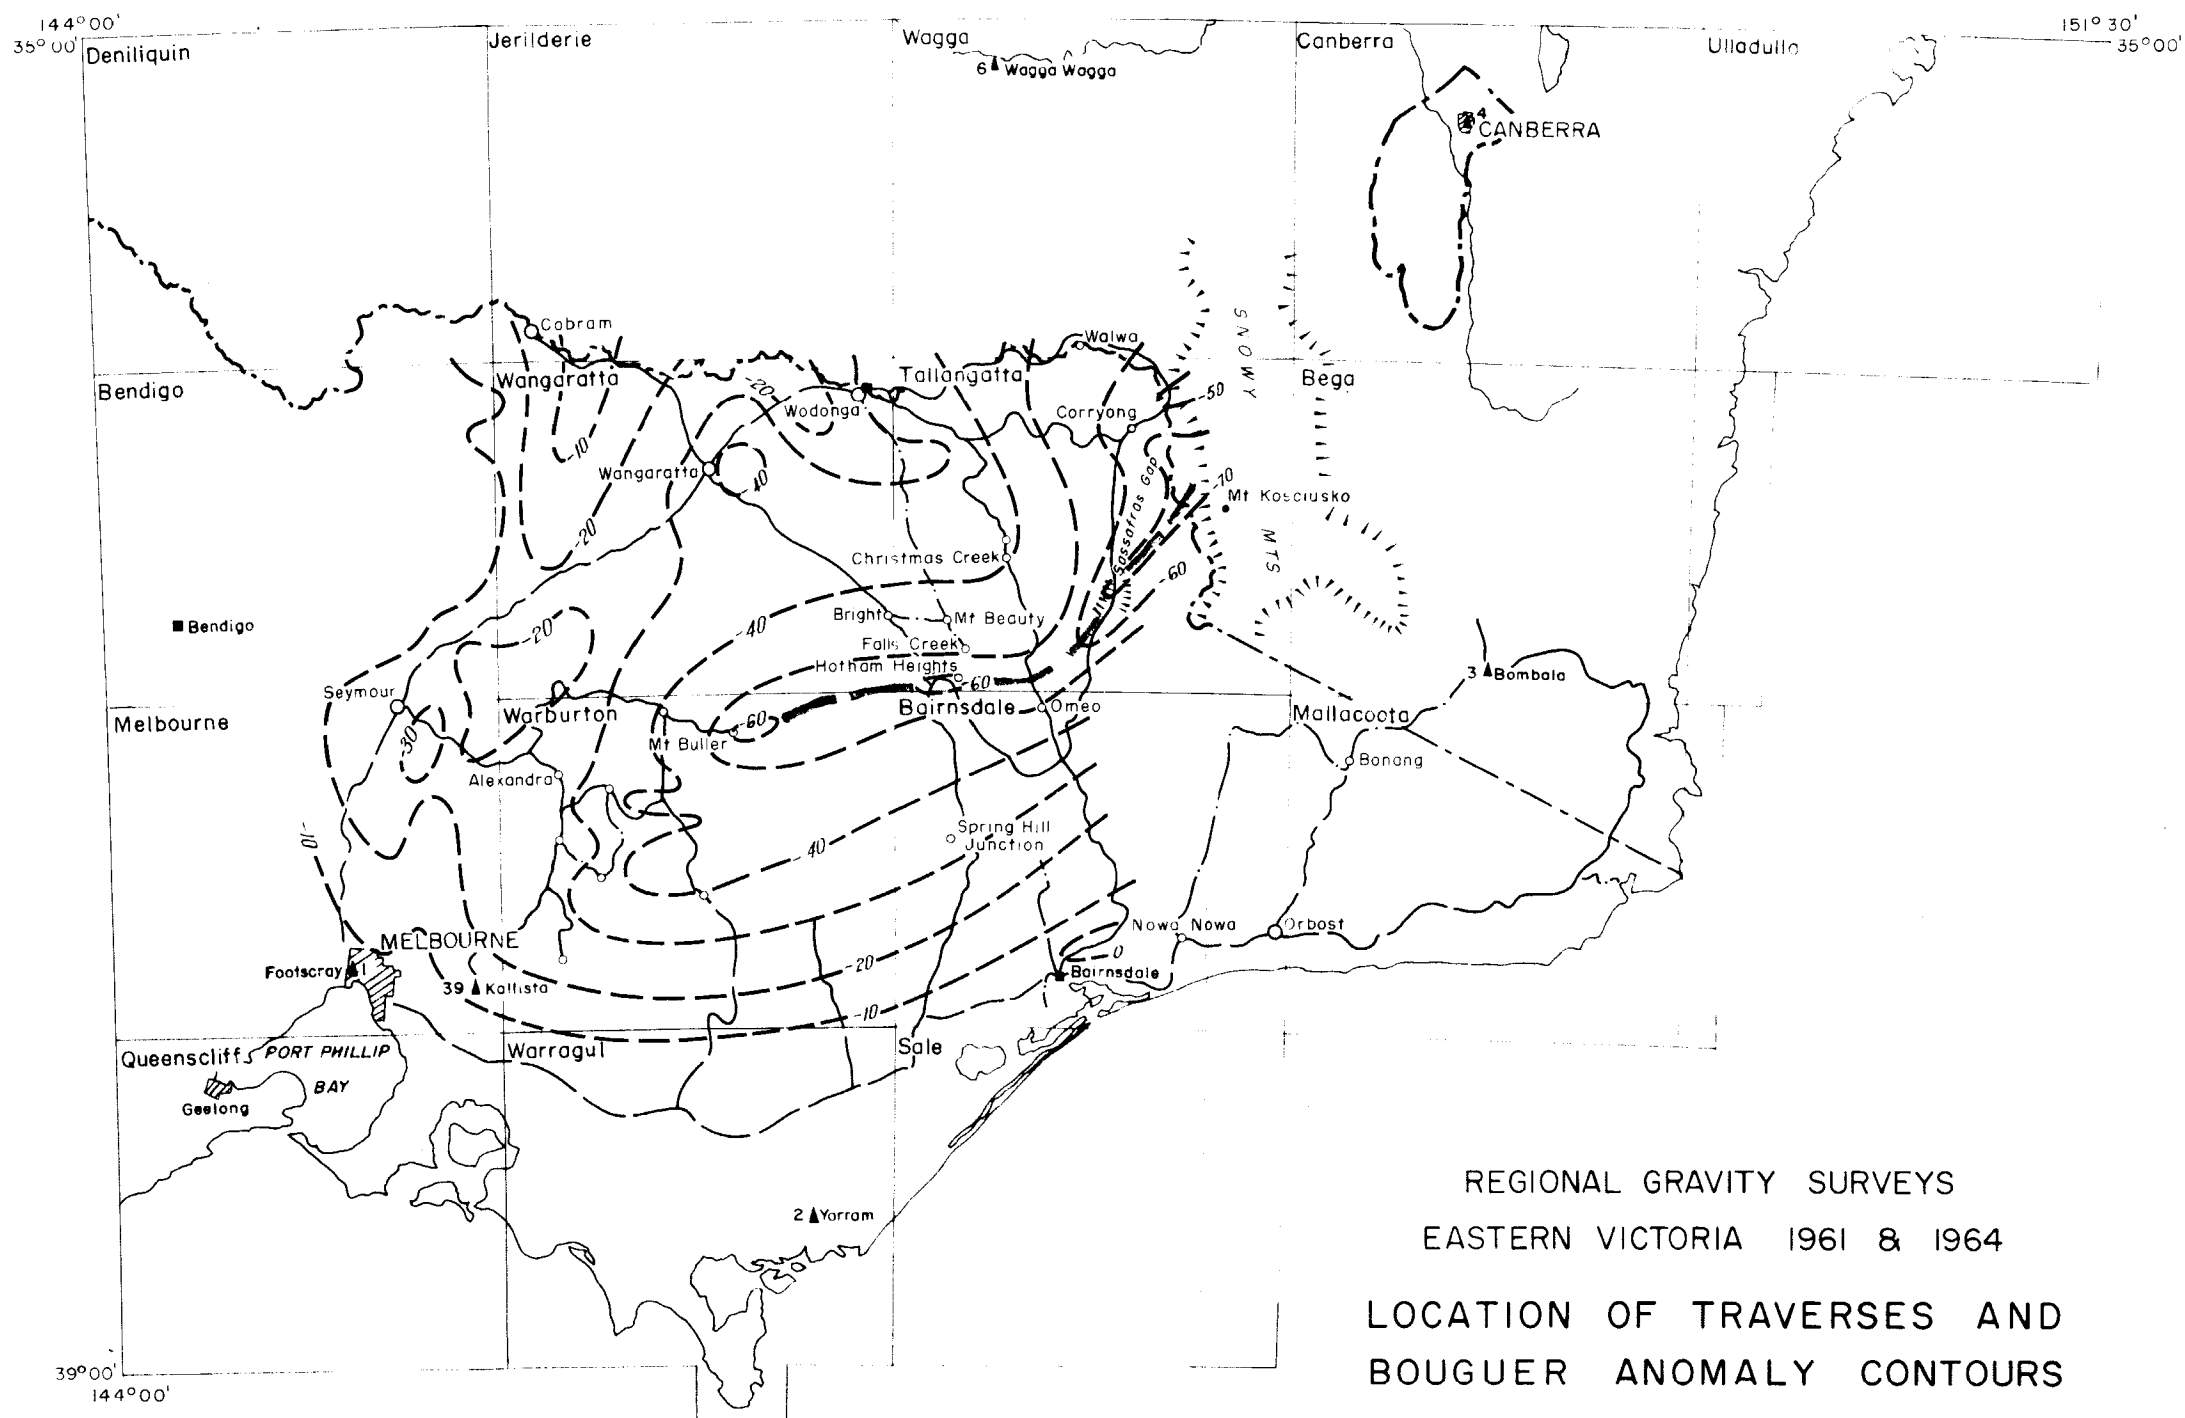 144°00'
151°30'
35°00'
35°00'
Deniliquin
Jerilderie
Wagga
Canberra
Ulladulla
6 Wagga Wagga
4
CANBERRA
SNOWY
MTS
Cobram
Walwa
Wangaratta
Tallangatta
Bega
Bendigo
-20
Wodonga
-50
Corryong
-10
Wangaratta
-40
Sassafras Gap
-70
Mt Kosciusko
-20
Christmas Creek
-60
Bendigo
-20
-40
Bright
Mt Beauty
Falls Creek
Hotham Heights
-60
3 Bombala
Seymour
Melbourne
Warburton
Bairnsdale
Omeo
Mallacoota
-60
-30
Mt Buller
Alexandra
Bonang
-10
Spring Hill
Junction
-40
Nowa Nowa
Orbost
MELBOURNE
0
Footscray 1
-20
Bairnsdale
39 Kallista
-10
Queenscliff
PORT PHILLIP
BAY
Warragul
Sale
Geelong
2 Yarram
REGIONAL GRAVITY SURVEYS
EASTERN VICTORIA 1961 & 1964
LOCATION OF TRAVERSES AND
BOUGUER ANOMALY CONTOURS
39°00'
144°00'